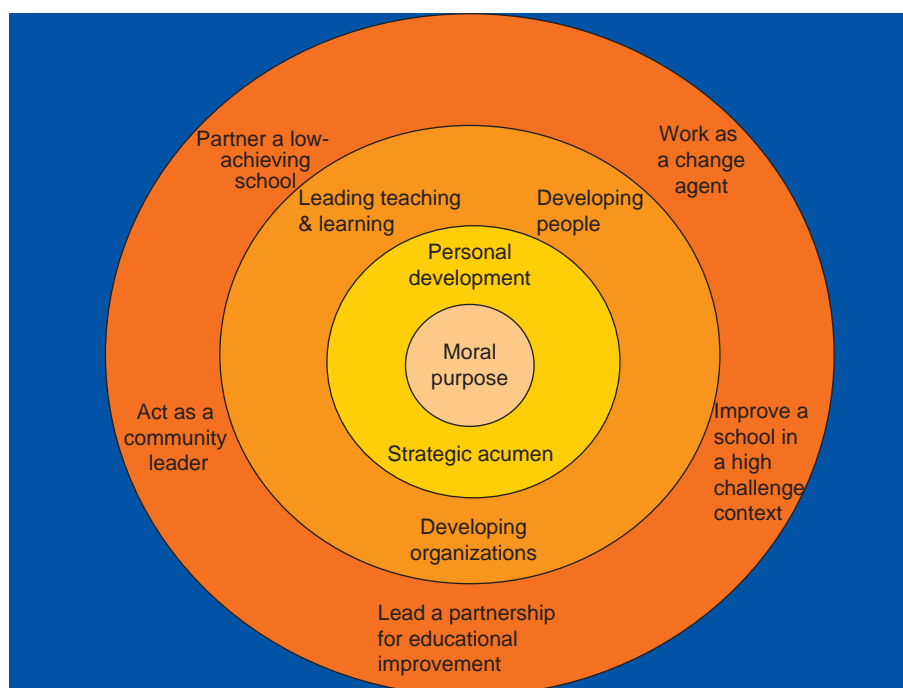 Partner a low-
achieving
school
Work as
a change
agent
Leading teaching
& learning
Developing
people
Personal
development
Moral
purpose
Act as a
community
leader
Improve a
school in
a high
challenge
context
Strategic acumen
Developing
organizations
Lead a partnership
for educational
improvement